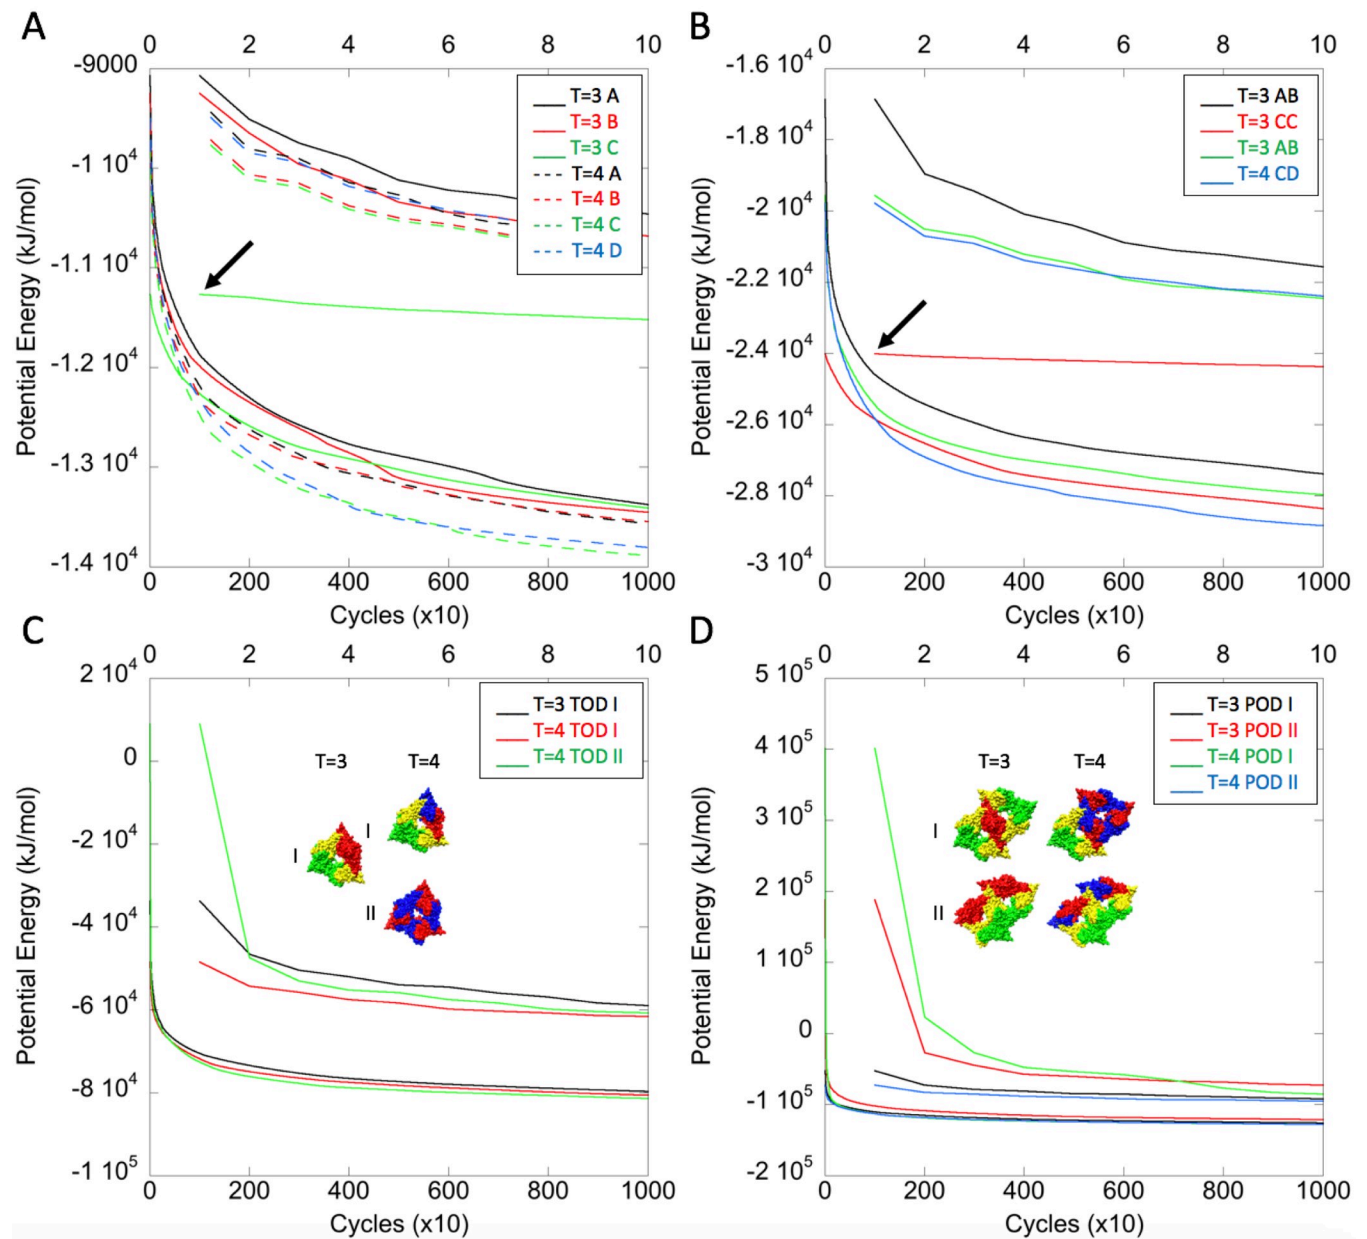 A
B
0 2 4 6 8 10
0 2 4 6 8 10
-9000
-1 10⁴
-1.1 10⁴
-1.2 10⁴
-1.3 10⁴
-1.4 10⁴
Potential Energy (kJ/mol)
T=3 A
T=3 B
T=3 C
T=4 A
T=4 B
T=4 C
T=4 D
0 200 400 600 800 1000
Cycles (x10)
-1.6 10⁴
-1.8 10⁴
-2 10⁴
-2.2 10⁴
-2.4 10⁴
-2.6 10⁴
-2.8 10⁴
-3 10⁴
Potential Energy (kJ/mol)
T=3 AB
T=3 CC
T=3 AB
T=4 CD
0 200 400 600 800 1000
Cycles (x10)
C
D
0 2 4 6 8 10
0 2 4 6 8 10
2 10⁴
0
-2 10⁴
-4 10⁴
-6 10⁴
-8 10⁴
-1 10⁵
Potential Energy (kJ/mol)
T=3 TOD I
T=4 TOD I
T=4 TOD II
T=3 T=4
I
I
II
0 200 400 600 800 1000
Cycles (x10)
5 10⁵
4 10⁵
3 10⁵
2 10⁵
1 10⁵
0
-1 10⁵
-2 10⁵
Potential Energy (kJ/mol)
T=3 POD I
T=3 POD II
T=4 POD I
T=4 POD II
T=3 T=4
I
II
0 200 400 600 800 1000
Cycles (x10)